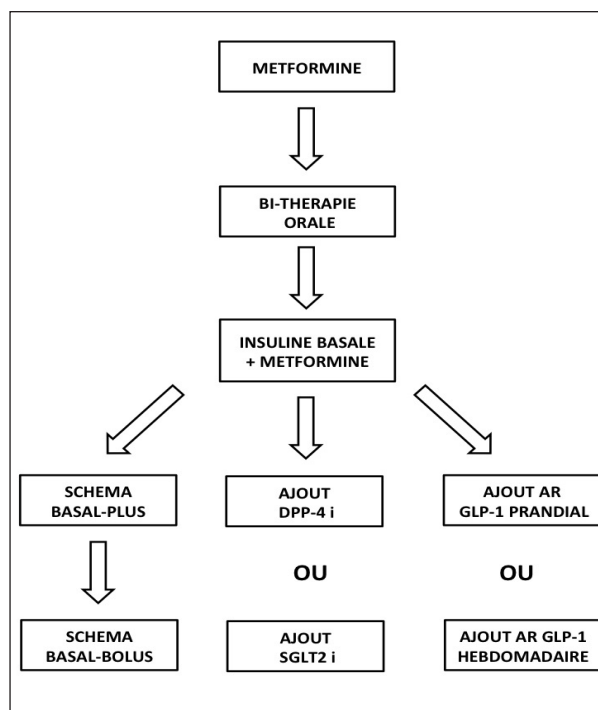 METFORMINE
BI-THERAPIE
ORALE
INSULINE BASALE
+ METFORMINE
SCHEMA
BASAL-PLUS
AJOUT
DPP-4 i
AJOUT AR
GLP-1 PRANDIAL
OU
OU
SCHEMA
BASAL-BOLUS
AJOUT
SGLT2 i
AJOUT AR GLP-1
HEBDOMADAIRE